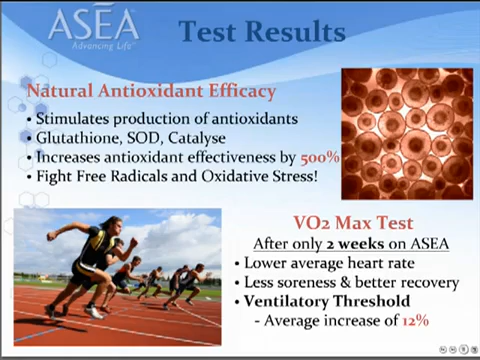 ASEA
Advancing Life™
Test Results
Natural Antioxidant Efficacy
• Stimulates production of antioxidants
• Glutathione, SOD, Catalyse
• Increases antioxidant effectiveness by 500%
• Fight Free Radicals and Oxidative Stress!
VO2 Max Test
After only 2 weeks on ASEA
• Lower average heart rate
• Less soreness & better recovery
• Ventilatory Threshold
- Average increase of 12%